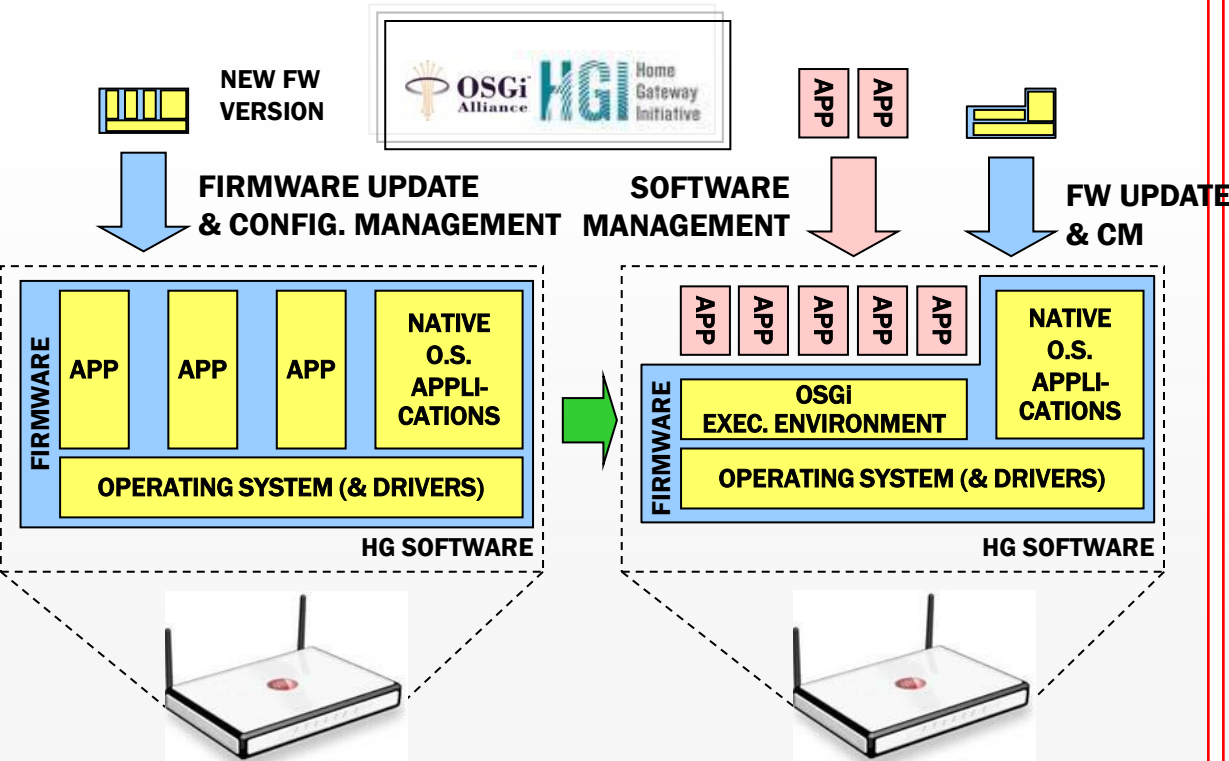 NEW FW
VERSION
OSGi
Alliance
HGI
Home
Gateway
Initiative
APP
APP
FIRMWARE UPDATE
& CONFIG. MANAGEMENT
SOFTWARE
MANAGEMENT
FW UPDATE
& CM
FIRMWARE
APP
APP
APP
NATIVE
O.S.
APPLI-
CATIONS
OPERATING SYSTEM (& DRIVERS)
HG SOFTWARE
APP
APP
APP
APP
APP
NATIVE
O.S.
APPLI-
CATIONS
FIRMWARE
OSGi
EXEC. ENVIRONMENT
OPERATING SYSTEM (& DRIVERS)
HG SOFTWARE